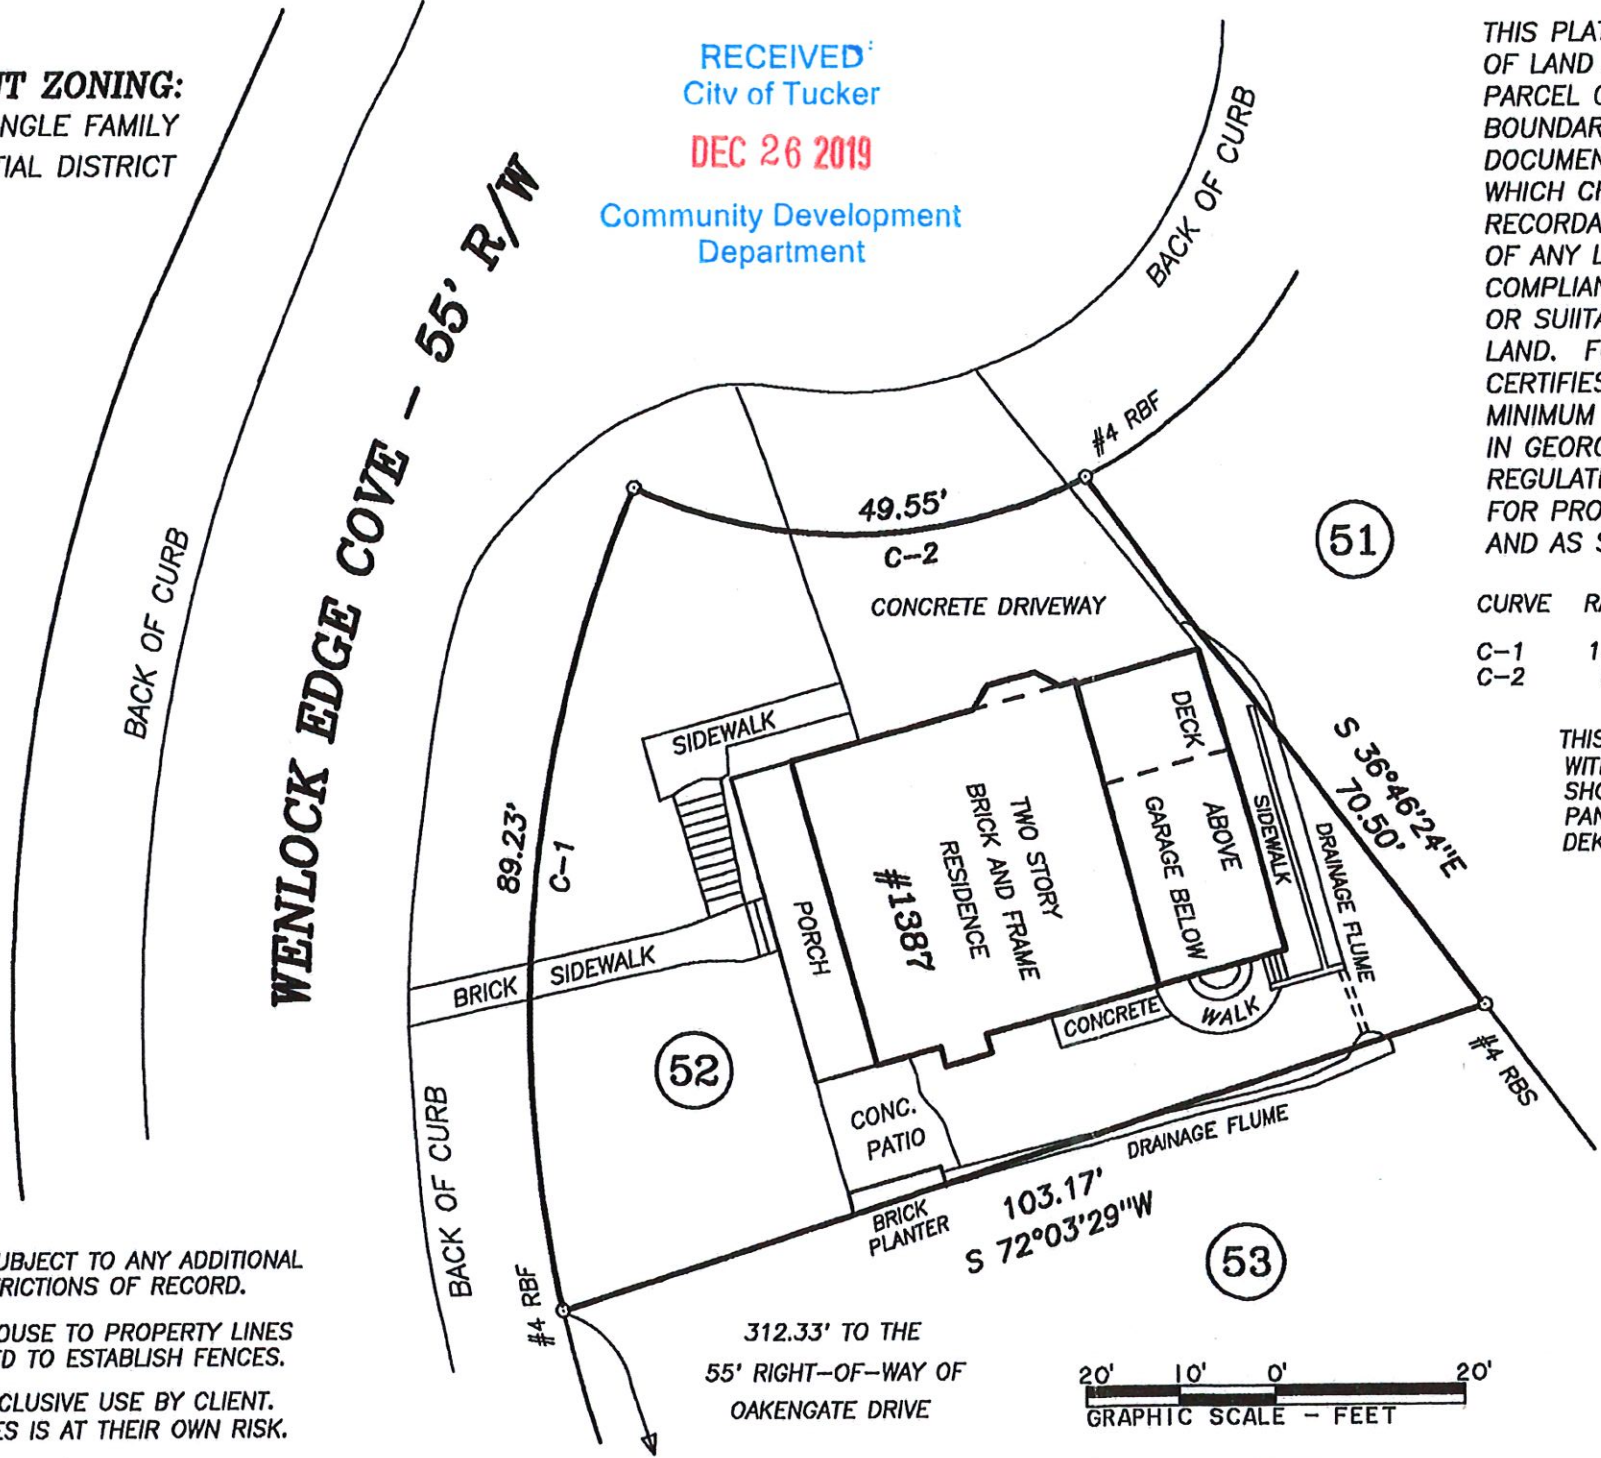 NT ZONING:
NGLE FAMILY
TIAL DISTRICT
RECEIVED
City of Tucker
DEC 26 2019
Community Development
Department
WENLOCK EDGE COVE - 55' R/W
BACK OF CURB
BACK OF CURB
BACK OF CURB
#4 RBF
49.55'
C-2
CONCRETE DRIVEWAY
51
SIDEWALK
89.23'
C-1
PORCH
#1387
TWO STORY
BRICK AND FRAME
RESIDENCE
DECK
ABOVE
GARAGE BELOW
SIDEWALK
DRAINAGE FLUME
S 36°46'24"E
70.50'
BRICK SIDEWALK
CONCRETE
WALK
#4 RBS
52
CONC.
PATIO
DRAINAGE FLUME
BRICK
PLANTER
103.17'
S 72°03'29"W
53
#4 RBF
312.33' TO THE
55' RIGHT-OF-WAY OF
OAKENGATE DRIVE
20' 10' 0' 20'
GRAPHIC SCALE - FEET
UBJECT TO ANY ADDITIONAL
RICTIONS OF RECORD.
OUSE TO PROPERTY LINES
ED TO ESTABLISH FENCES.
CLUSIVE USE BY CLIENT.
ES IS AT THEIR OWN RISK.
THIS PLAT
OF LAND
PARCEL
BOUNDAR
DOCUMEN
WHICH
RECORDA
OF ANY
COMPLIAN
OR SUIITA
LAND. F
CERTIFIES
MINIMUM
IN GEORG
REGULATI
FOR PRO
AND AS S
CURVE RA
C-1 1
C-2
THIS
WIT
SHO
PAN
DEK